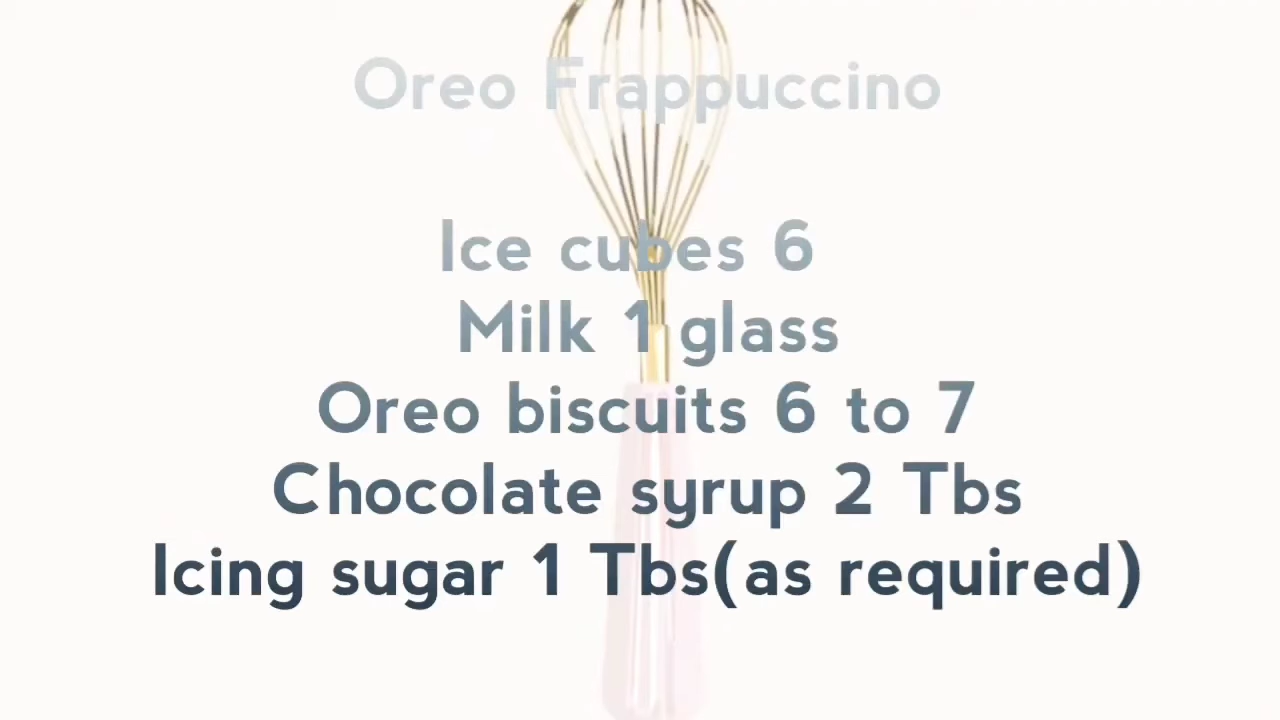 Oreo Frappuccino
Ice cubes 6
Milk 1 glass
Oreo biscuits 6 to 7
Chocolate syrup 2 Tbs
Icing sugar 1 Tbs(as required)